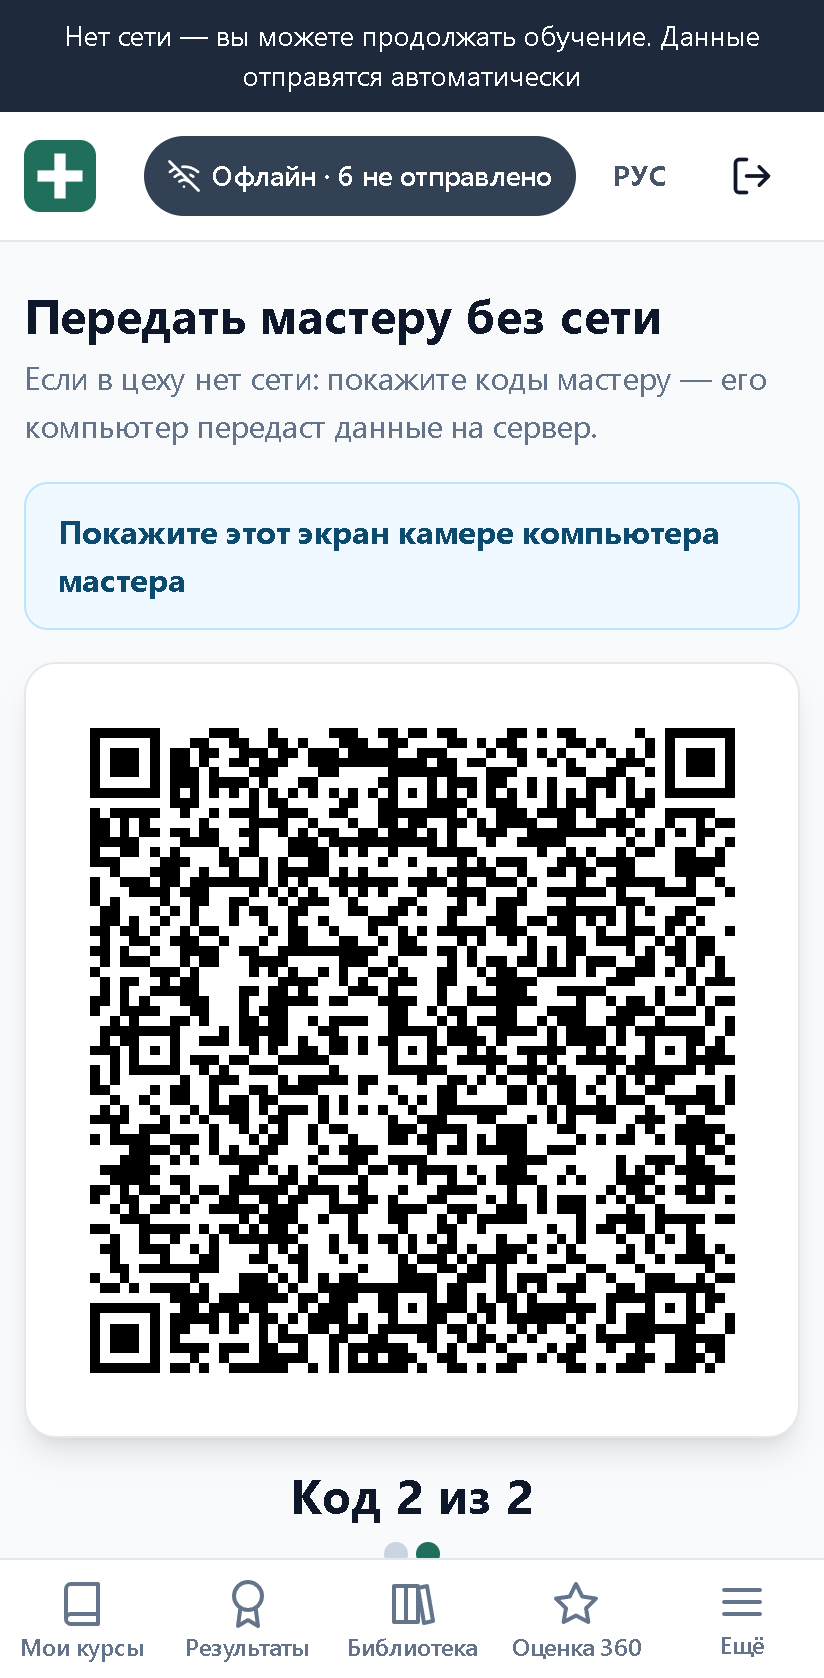 Нет сети — вы можете продолжать обучение. Данные
отправятся автоматически
Офлайн · 6 не отправлено
РУС
Передать мастеру без сети
Если в цеху нет сети: покажите коды мастеру — его
компьютер передаст данные на сервер.
Покажите этот экран камере компьютера
мастера
Код 2 из 2
Мои курсы
Результаты
Библиотека
Оценка 360
Ещё